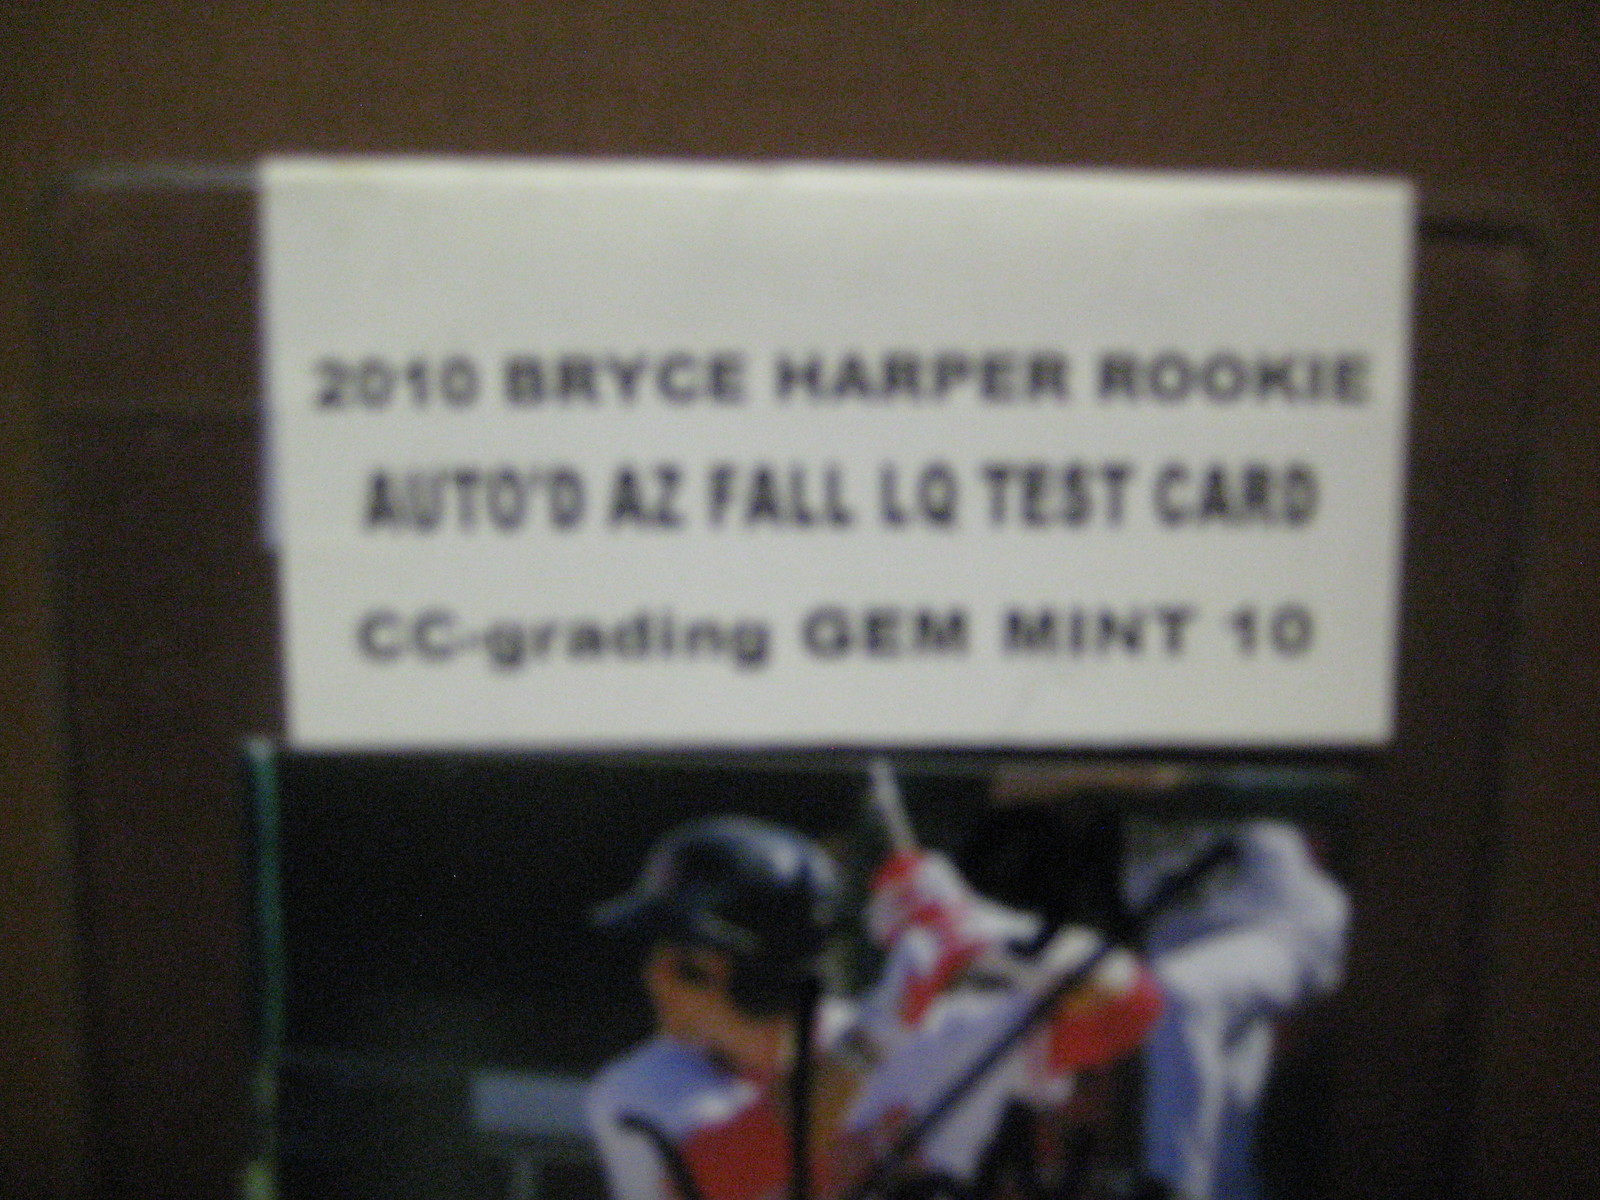 2010 BRYCE HARPER ROOKIE
AUTO'D AZ FALL LQ TEST CARD
CC-grading GEM MINT 10